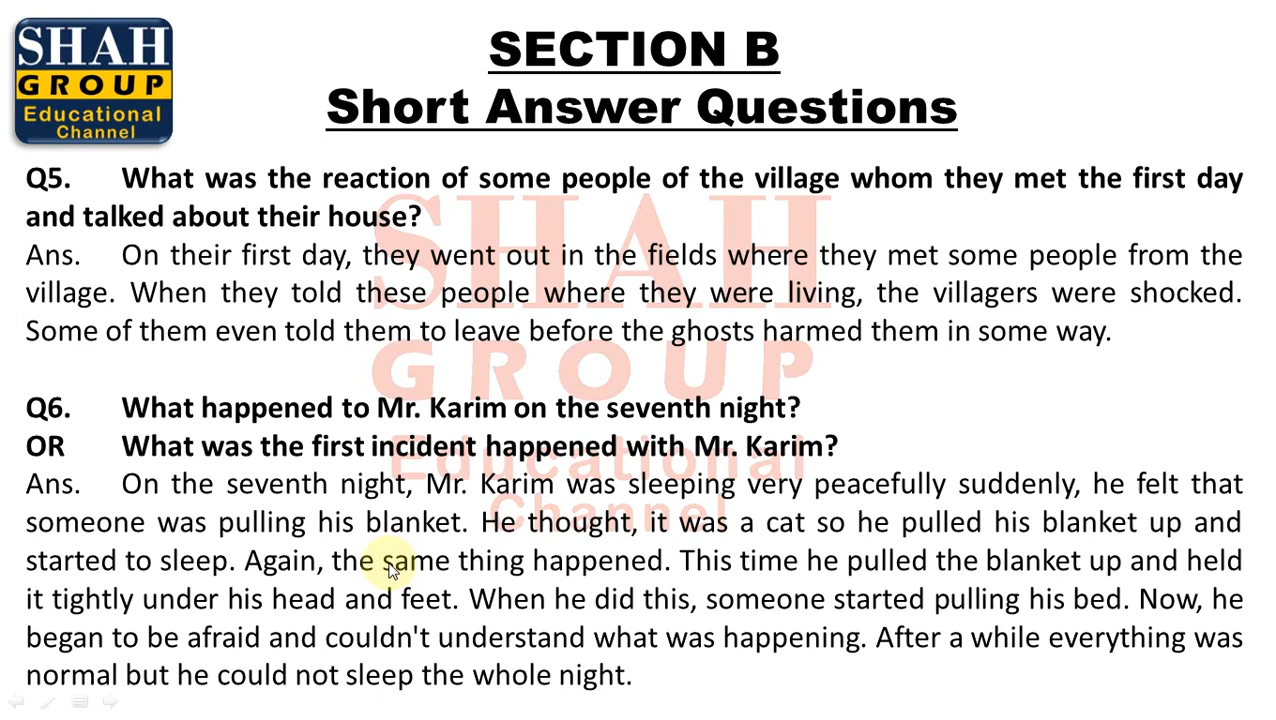 SHAH
GROUP
Educational
Channel
SECTION B
Short Answer Questions
Q5. What was the reaction of some people of the village whom they met the first day
and talked about their house?
Ans. On their first day, they went out in the fields where they met some people from the
village. When they told these people where they were living, the villagers were shocked.
Some of them even told them to leave before the ghosts harmed them in some way.
Q6. What happened to Mr. Karim on the seventh night?
OR What was the first incident happened with Mr. Karim?
Ans. On the seventh night, Mr. Karim was sleeping very peacefully suddenly, he felt that
someone was pulling his blanket. He thought, it was a cat so he pulled his blanket up and
started to sleep. Again, the same thing happened. This time he pulled the blanket up and held
it tightly under his head and feet. When he did this, someone started pulling his bed. Now, he
began to be afraid and couldn't understand what was happening. After a while everything was
normal but he could not sleep the whole night.
SHAH
GROUP
Educational
Channel